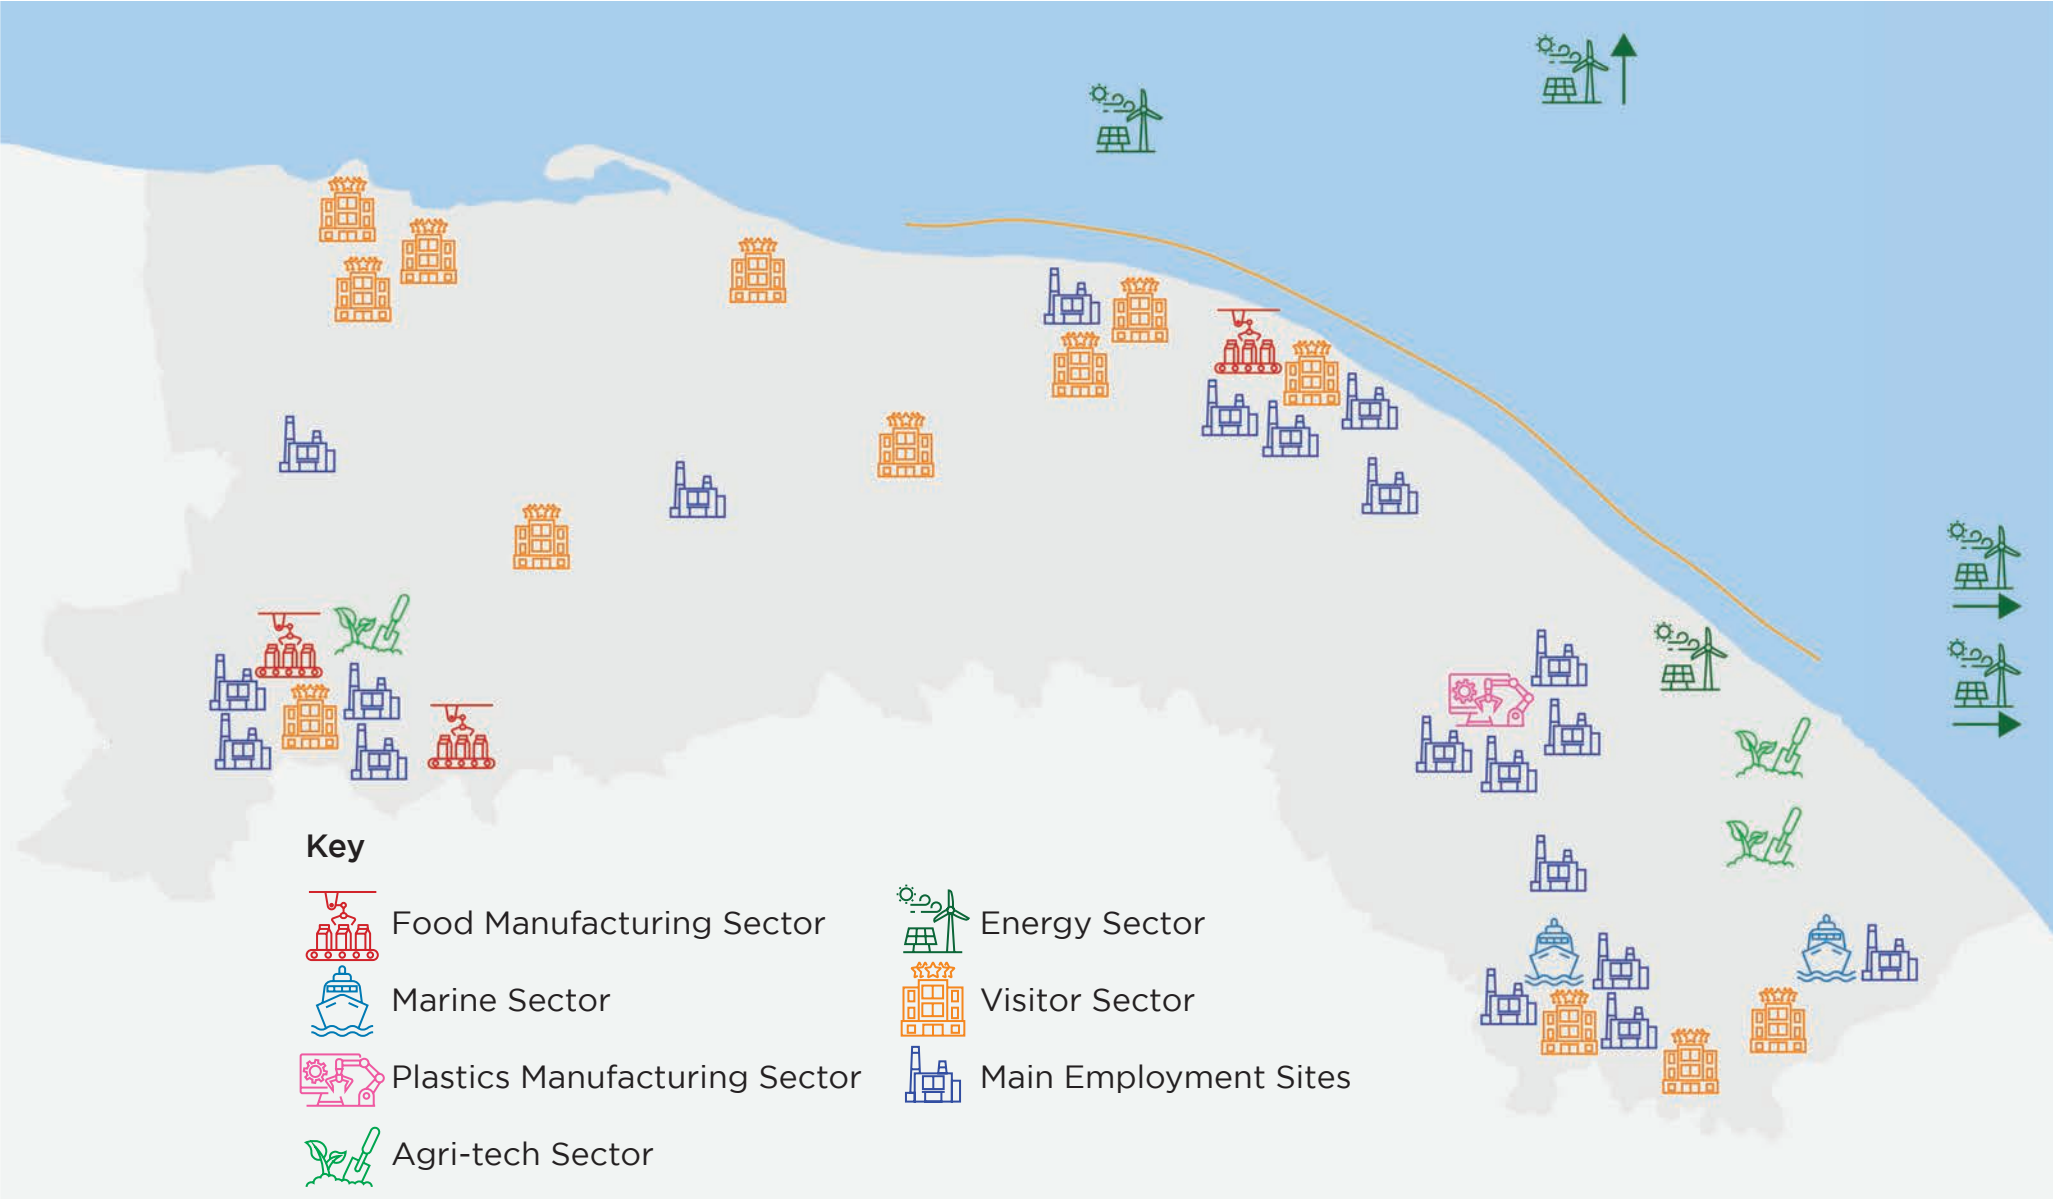 Key
Food Manufacturing Sector
Marine Sector
Plastics Manufacturing Sector
Agri-tech Sector
Energy Sector
Visitor Sector
Main Employment Sites